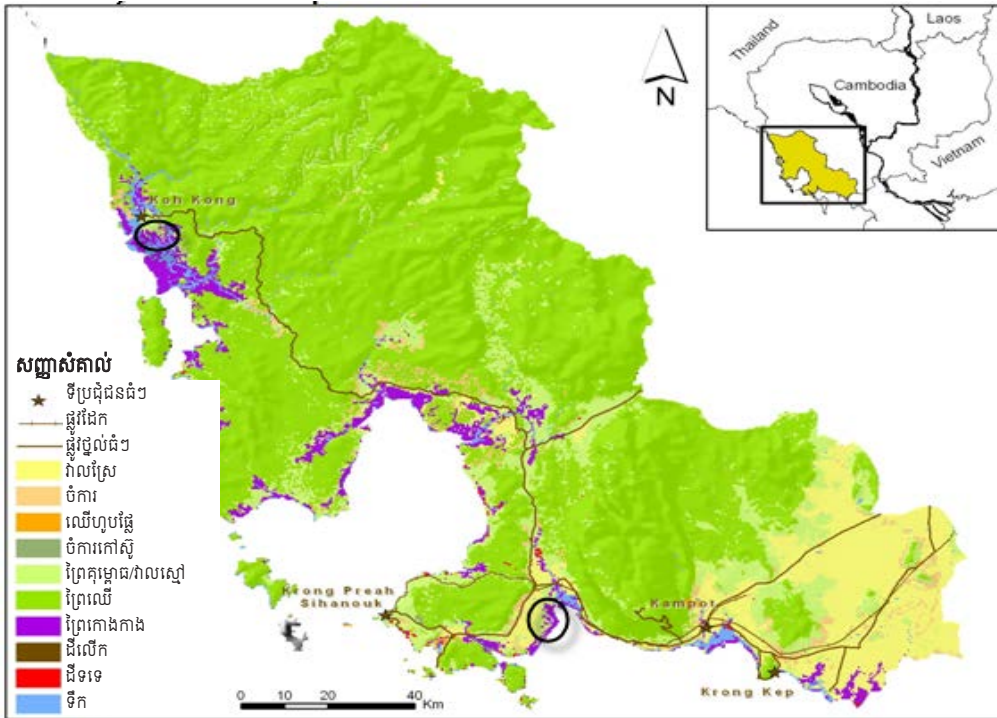 Thailand
Laos
Cambodia
Vietnam
N
Koh Kong
សញ្ញាសំគាល់
ទីប្រជុំជនធំៗ
ផ្លូវដែក
ផ្លូវថ្នល់ធំៗ
វាលស្រែ
ចំការ
ឈើហូបផ្លែ
ចំការកៅស៊ូ
ព្រៃគុម្ពោធ/វាលស្មៅ
ព្រៃឈើ
ព្រៃកោងកាង
ដីលើក
ដីទទេ
ទឹក
Krong Preah
Sihanouk
Kampot
Krong Kep
0 10 20 40
Km